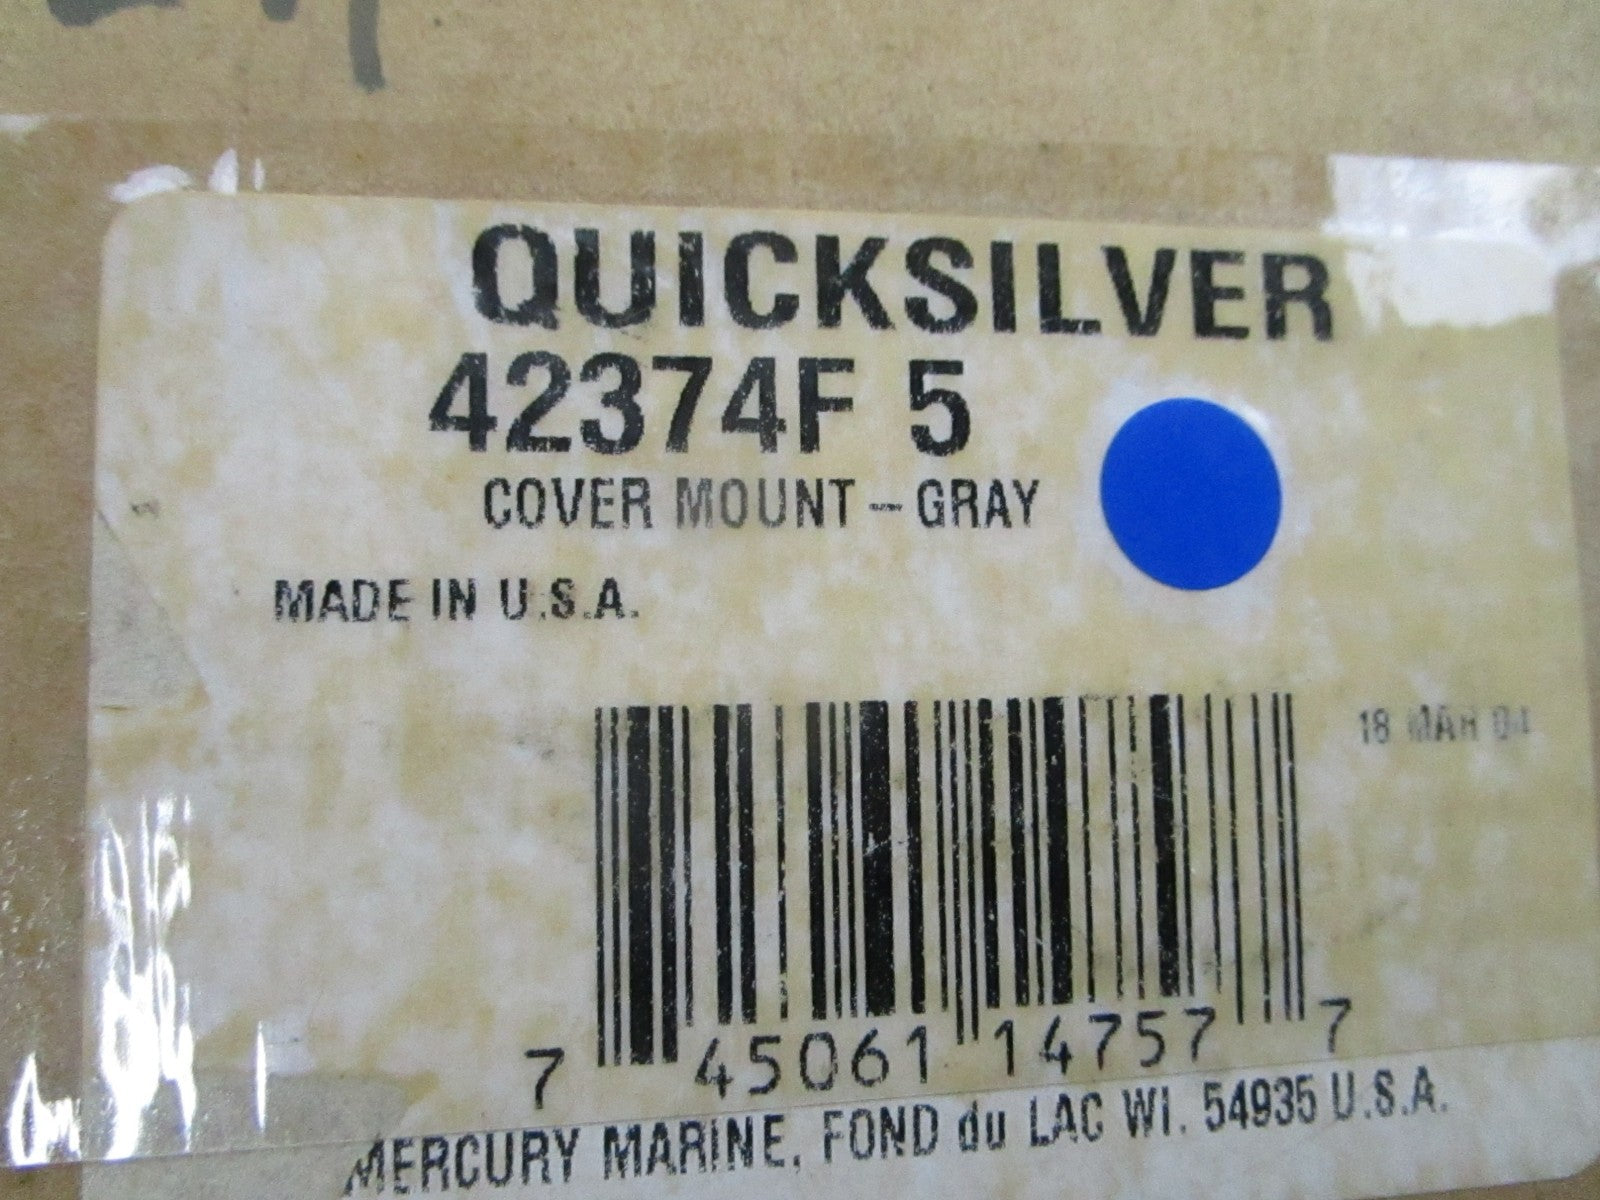 QUICKSILVER
42374F 5
COVER MOUNT - GRAY
MADE IN U.S.A.
18 MAR 04
7 45061 14757 7
MERCURY MARINE, FOND du LAC WI. 54935 U.S.A.